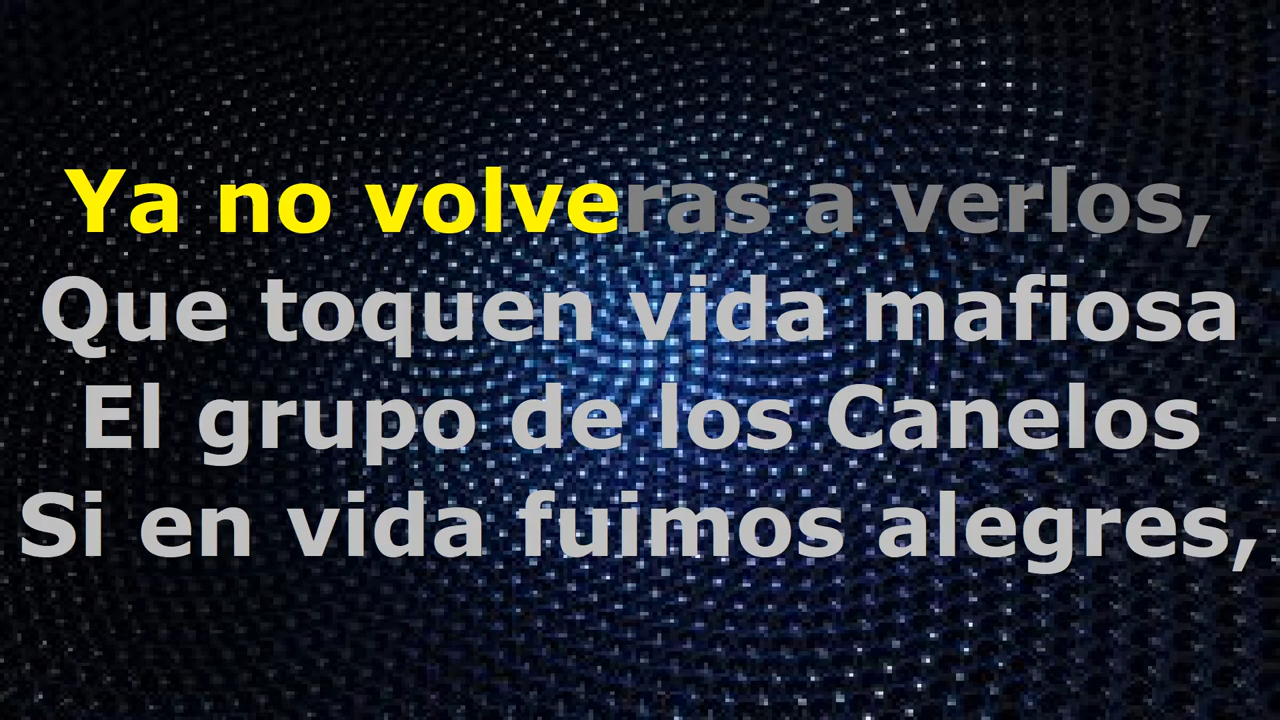 Ya no volveras a verlos,
Que toquen vida mafiosa
El grupo de los Canelos
Si en vida fuimos alegres,